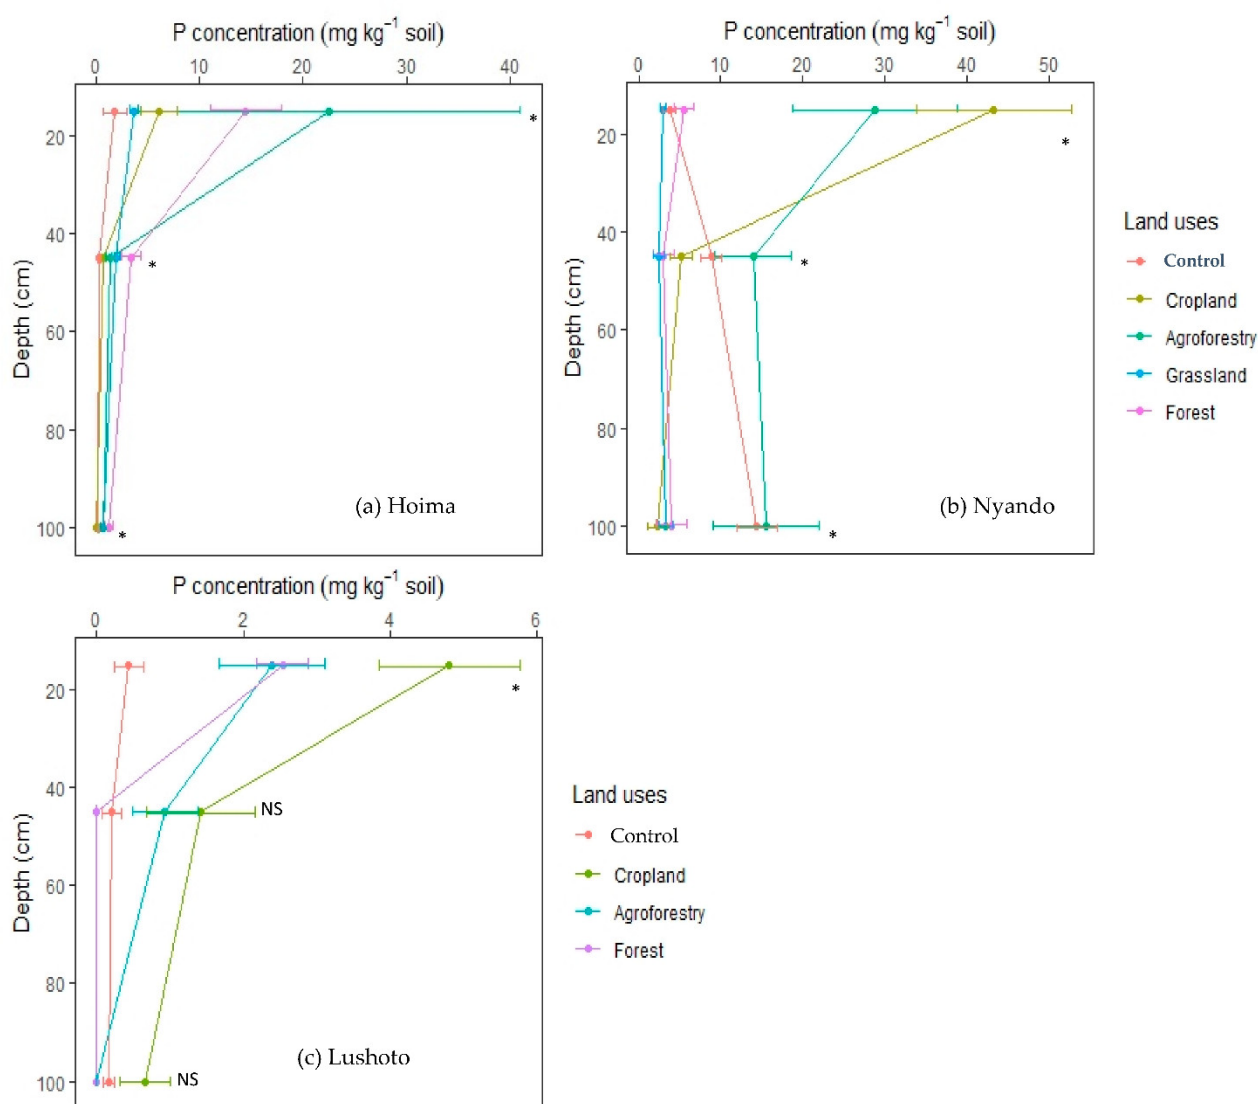 P concentration (mg kg⁻¹ soil)
0 10 20 30 40
20
40
60
80
100
Depth (cm)
*
*
*
(a) Hoima
P concentration (mg kg⁻¹ soil)
0 10 20 30 40 50
20
40
60
80
100
Depth (cm)
*
*
*
(b) Nyando
Land uses
Control
Cropland
Agroforestry
Grassland
Forest
P concentration (mg kg⁻¹ soil)
0 2 4 6
20
40
60
80
100
Depth (cm)
*
NS
NS
(c) Lushoto
Land uses
Control
Cropland
Agroforestry
Forest